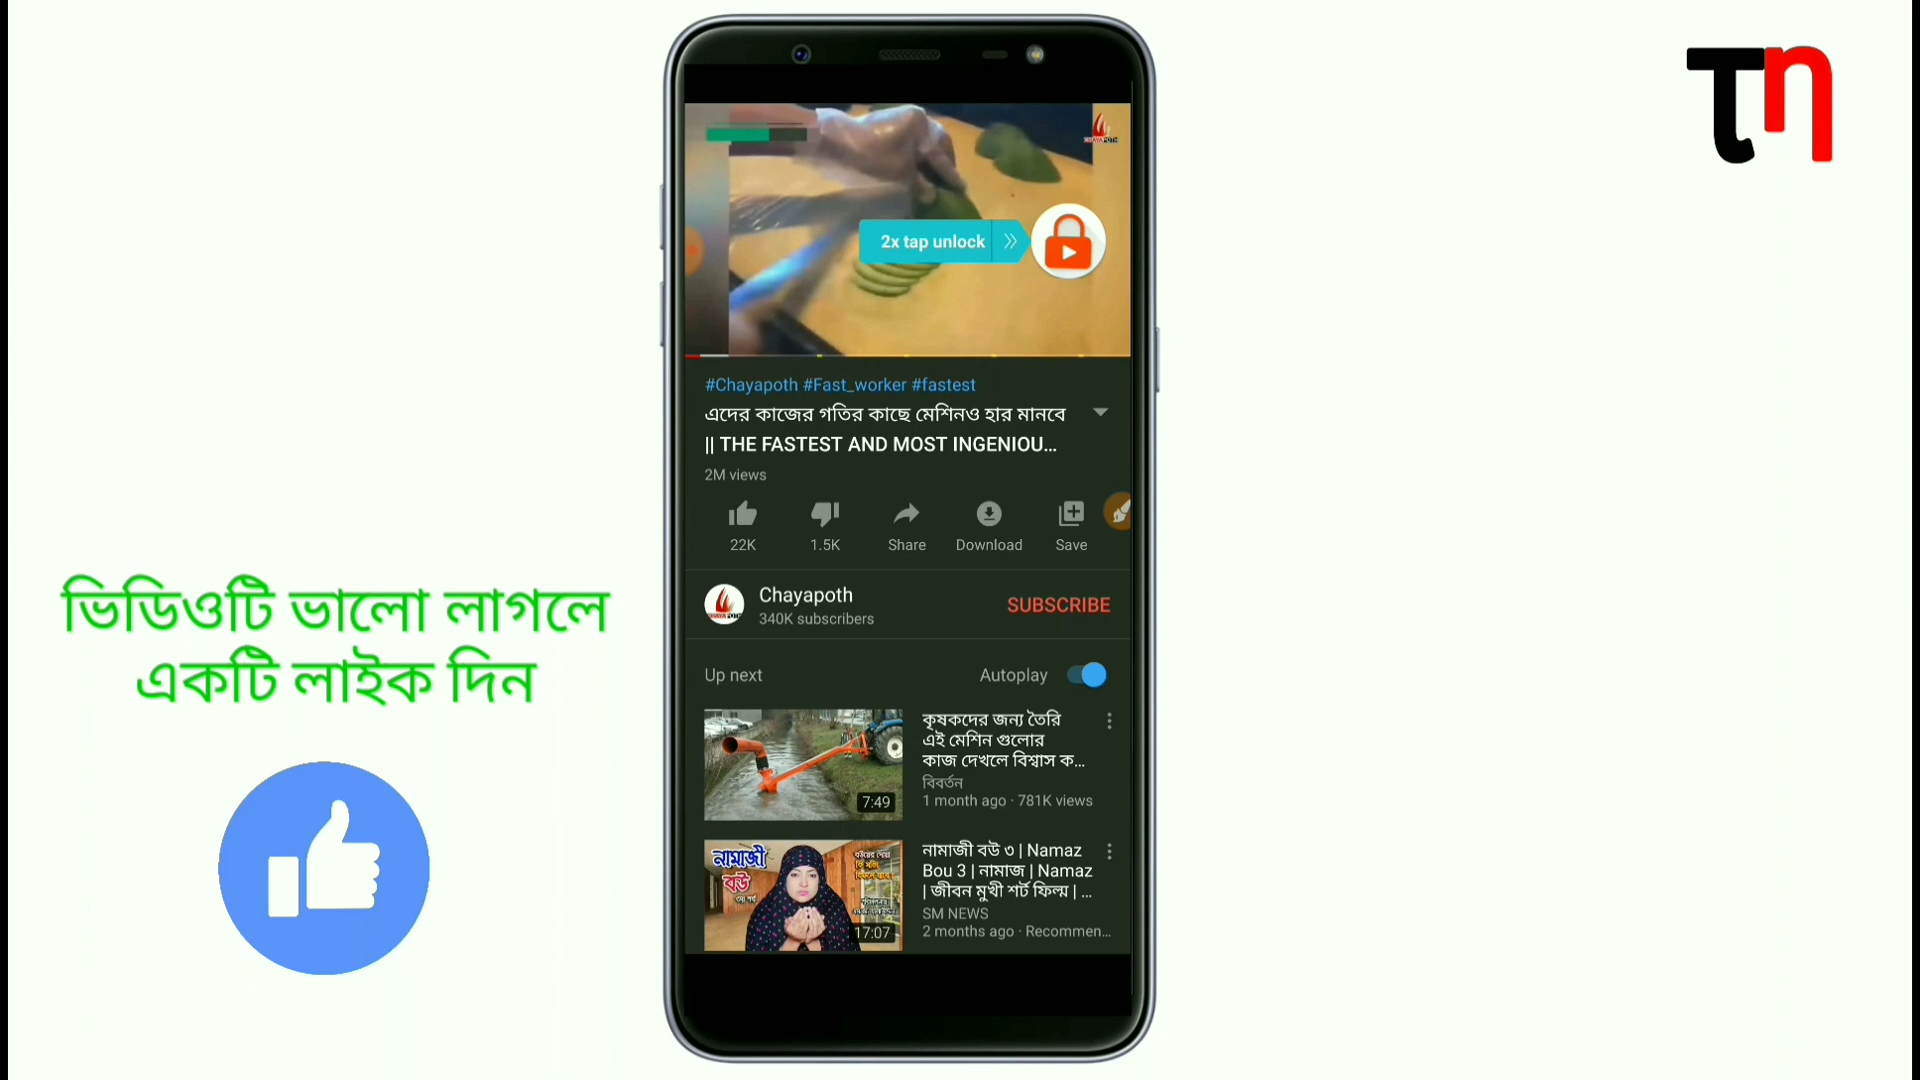 TN
CHAYAPOTH
2x tap unlock
#Chayapoth #Fast_worker #fastest
এদের কাজের গতির কাছে মেশিনও হার মানবে
|| THE FASTEST AND MOST INGENIOU...
2M views
22K
1.5K
Share
Download
Save
CHAYA POTH
Chayapoth
340K subscribers
SUBSCRIBE
ভিডিওটি ভালো লাগলে
একটি লাইক দিন
Up next
Autoplay
7:49
কৃষকদের জন্য তৈরি
এই মেশিন গুলোর
কাজ দেখলে বিশ্বাস ক...
বিবর্তন
1 month ago · 781K views
নামাজী
বউ
17:07
নামাজী বউ ৩ | Namaz
Bou 3 | নামাজ | Namaz
| জীবন মুখী শর্ট ফিল্ম | ...
SM NEWS
2 months ago · Recommen...